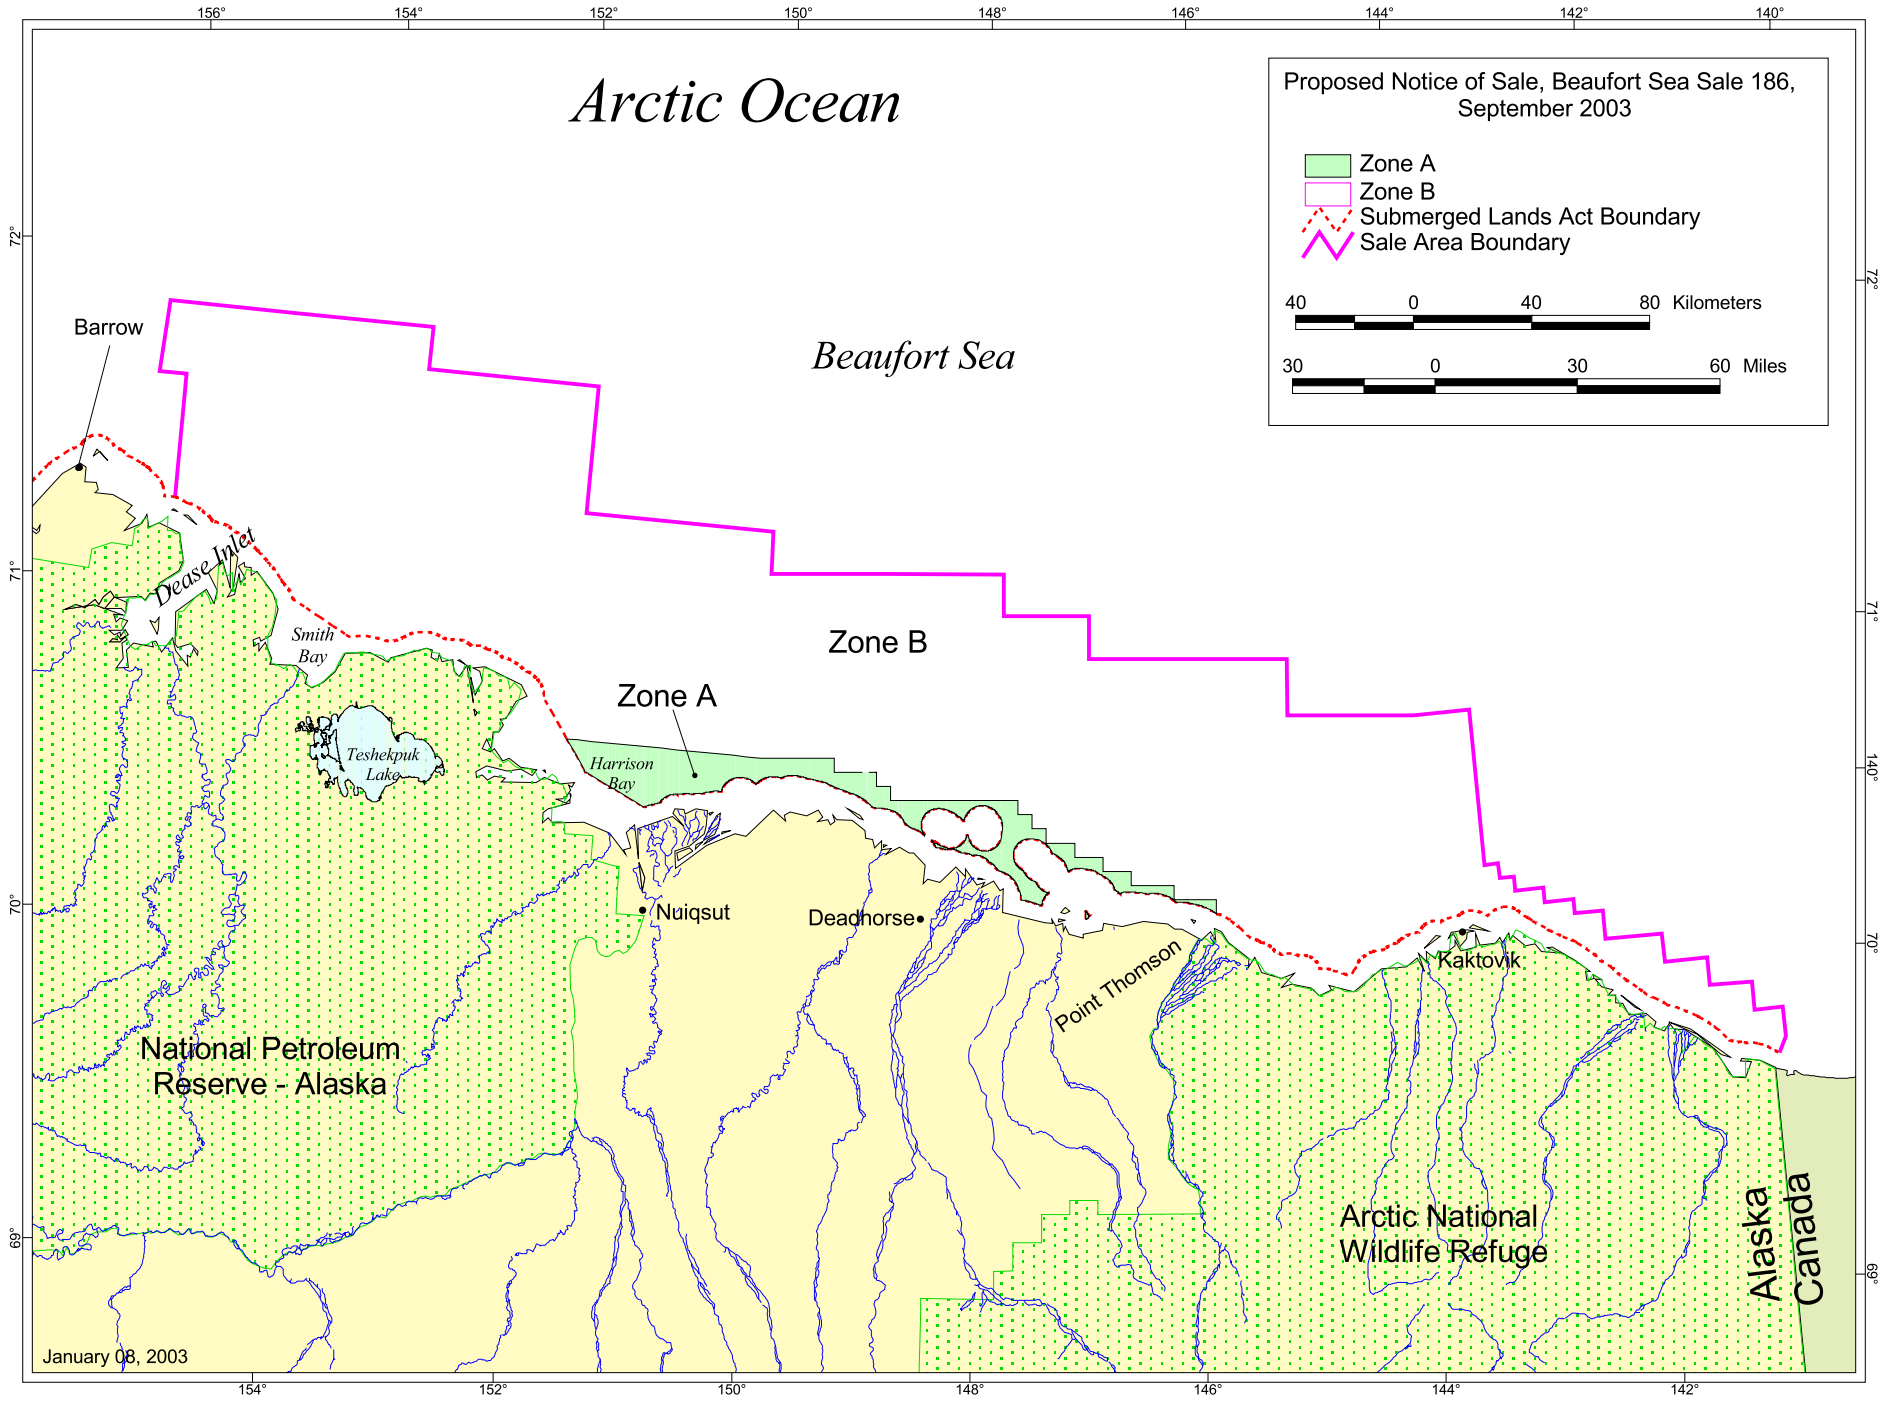 156°
154°
152°
150°
148°
146°
144°
142°
140°
Arctic Ocean
Proposed Notice of Sale, Beaufort Sea Sale 186,
September 2003
Zone A
Zone B
Submerged Lands Act Boundary
Sale Area Boundary
40 0 40 80 Kilometers
30 0 30 60 Miles
72°
72°
Barrow
Beaufort Sea
71°
71°
Dease Inlet
Smith
Bay
Zone B
Zone A
Teshekpuk
Lake
Harrison
Bay
140°
70°
70°
Nuiqsut
Deadhorse
Point Thomson
Kaktovik
National Petroleum
Reserve - Alaska
Arctic National
Wildlife Refuge
Alaska
Canada
69°
69°
January 08, 2003
154°
152°
150°
148°
146°
144°
142°